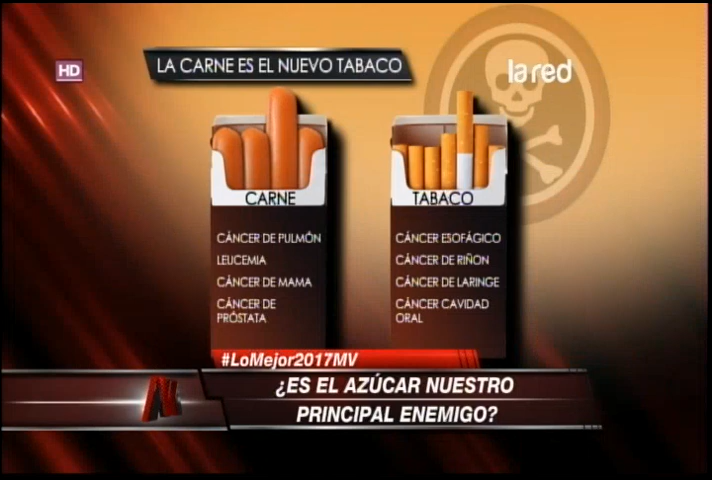 HD
LA CARNE ES EL NUEVO TABACO
la red
CARNE
CÁNCER DE PULMÓN
LEUCEMIA
CÁNCER DE MAMA
CÁNCER DE
PRÓSTATA
TABACO
CÁNCER ESOFÁGICO
CÁNCER DE RIÑON
CÁNCER DE LARINGE
CÁNCER CAVIDAD
ORAL
#LoMejor2017MV
¿ES EL AZÚCAR NUESTRO
PRINCIPAL ENEMIGO?